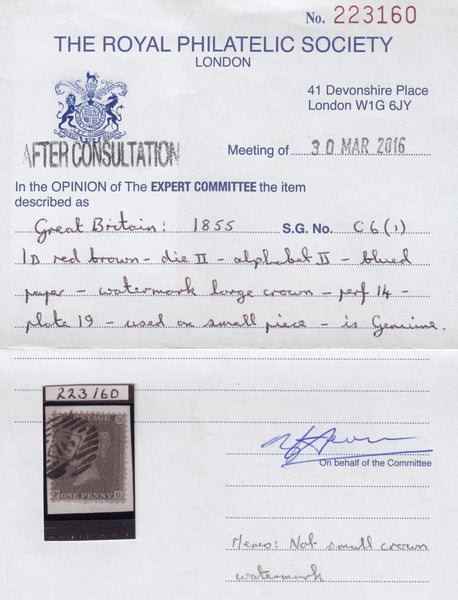 No. 223160
THE ROYAL PHILATELIC SOCIETY
LONDON
41 Devonshire Place
London W1G 6JY
AFTER CONSULTATION
Meeting of 30 MAR 2016
In the OPINION of The EXPERT COMMITTEE the item
described as
Great Britain: 1855 S.G. No. C6(1)
1D red brown - die II - alphabet II - blued
paper - watermark large crown - perf 14 -
plate 19 - used on small piece - is Genuine.
223160
POSTAGE
ONE PENNY
On behalf of the Committee
Memo: Not small crown
watermark